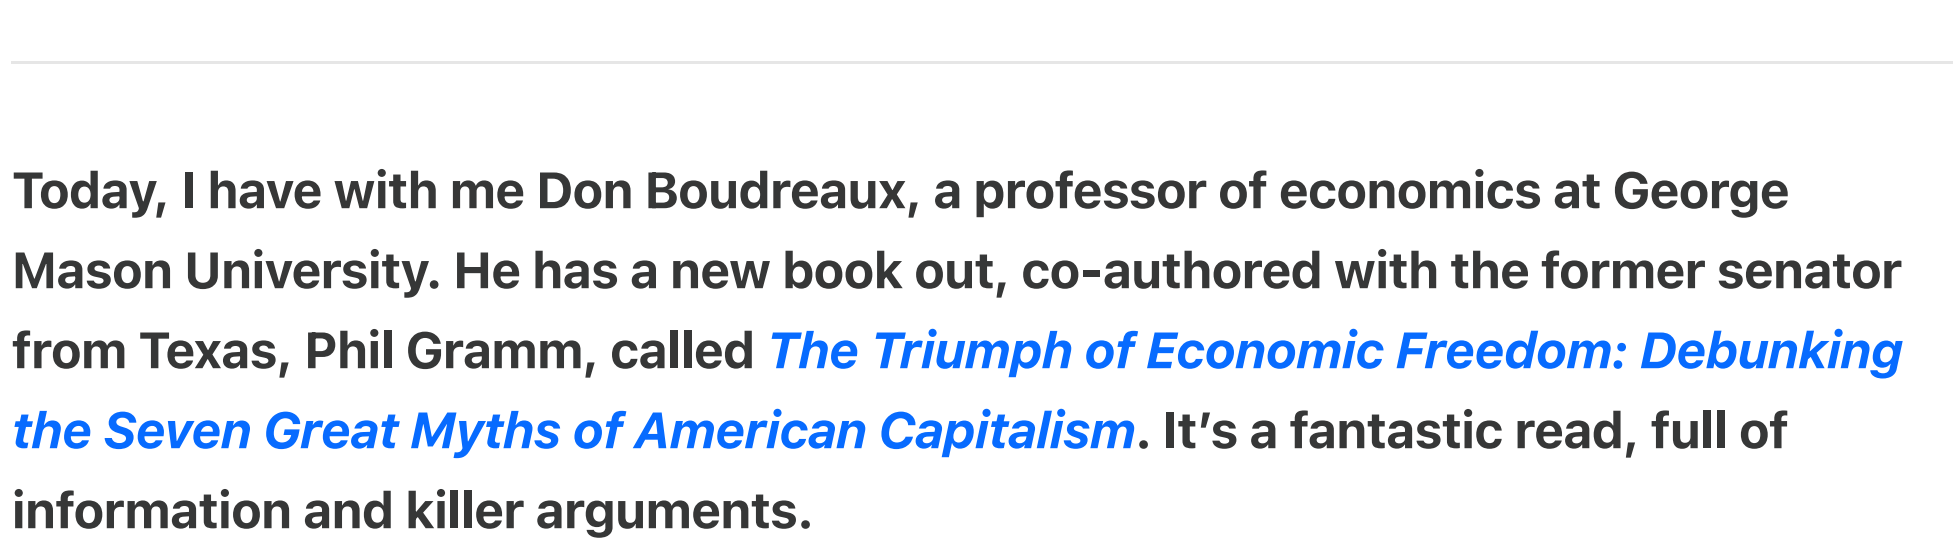 Today, I have with me Don Boudreaux, a professor of economics at George
Mason University. He has a new book out, co-authored with the former senator
from Texas, Phil Gramm, called The Triumph of Economic Freedom: Debunking
the Seven Great Myths of American Capitalism. It’s a fantastic read, full of
information and killer arguments.